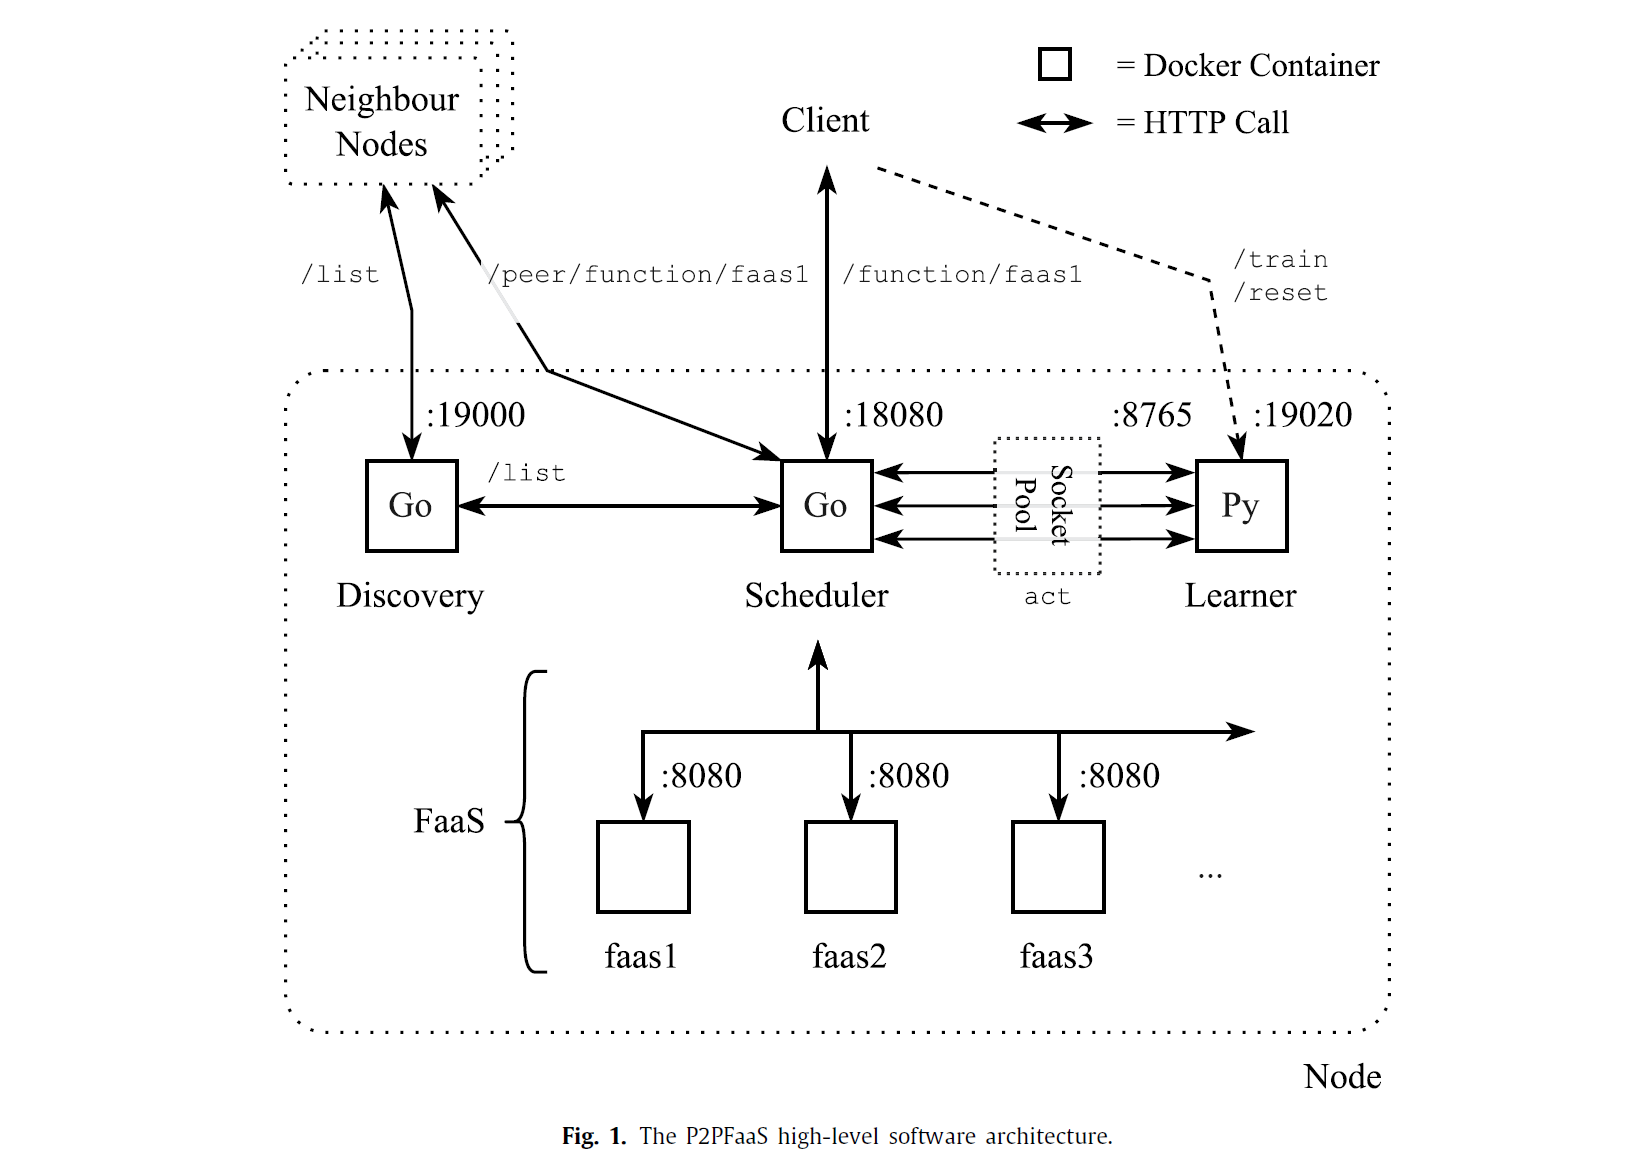 Neighbour
Nodes
Client
= Docker Container
= HTTP Call
/list
/peer/function/faas1
/function/faas1
/train
/reset
:19000
:18080
:8765
:19020
/list
Go
Go
Socket
Pool
Py
Discovery
Scheduler
act
Learner
FaaS
:8080
:8080
:8080
...
faas1
faas2
faas3
Node
Fig. 1. The P2PFaaS high-level software architecture.